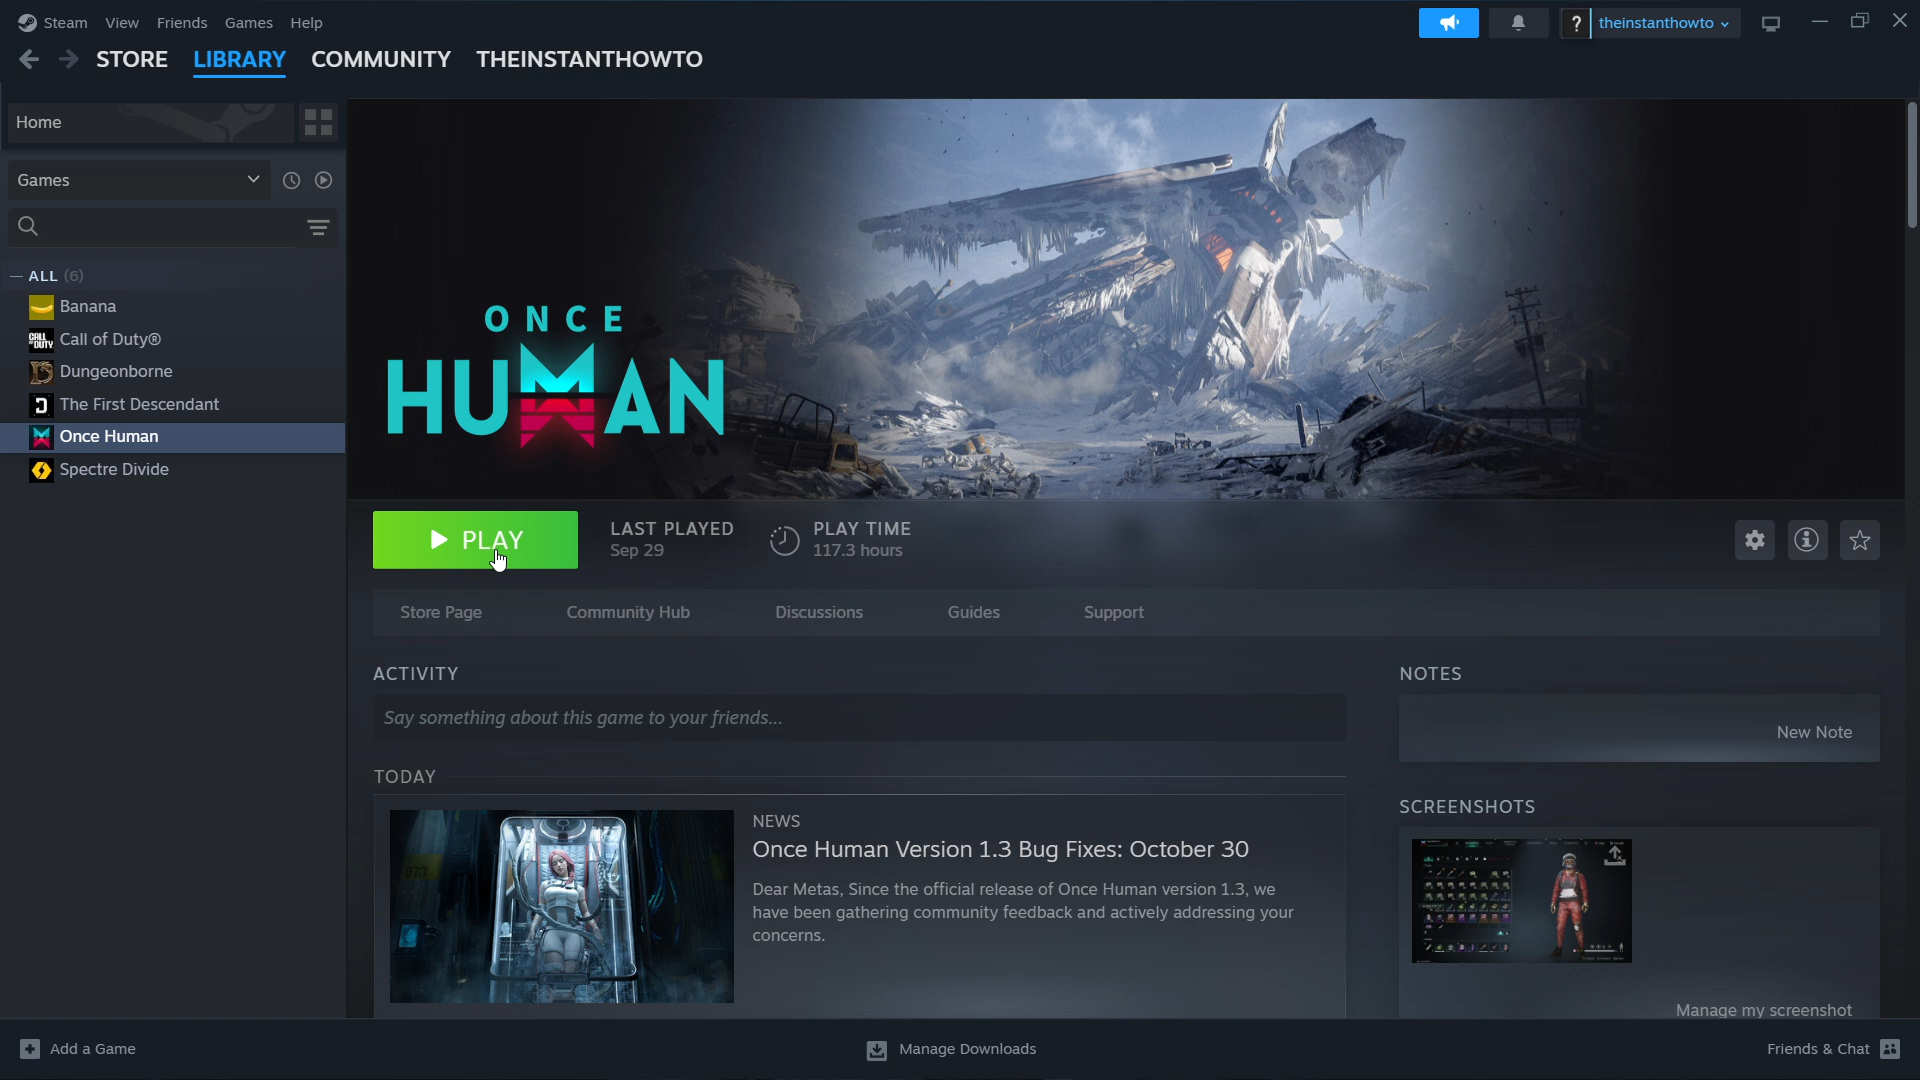 Steam View Friends Games Help
? theinstanthowto
STORE LIBRARY COMMUNITY THEINSTANTHOWTO
Home
Games
ALL (6)
Banana
CALL OF DUTY Call of Duty®
Dungeonborne
The First Descendant
Once Human
Spectre Divide
ONCE
HUMAN
PLAY
LAST PLAYED
Sep 29
PLAY TIME
117.3 hours
Store Page Community Hub Discussions Guides Support
ACTIVITY
Say something about this game to your friends...
TODAY
NEWS
Once Human Version 1.3 Bug Fixes: October 30
Dear Metas, Since the official release of Once Human version 1.3, we
have been gathering community feedback and actively addressing your
concerns.
NOTES
New Note
SCREENSHOTS
Manage my screenshot
Add a Game
Manage Downloads
Friends & Chat